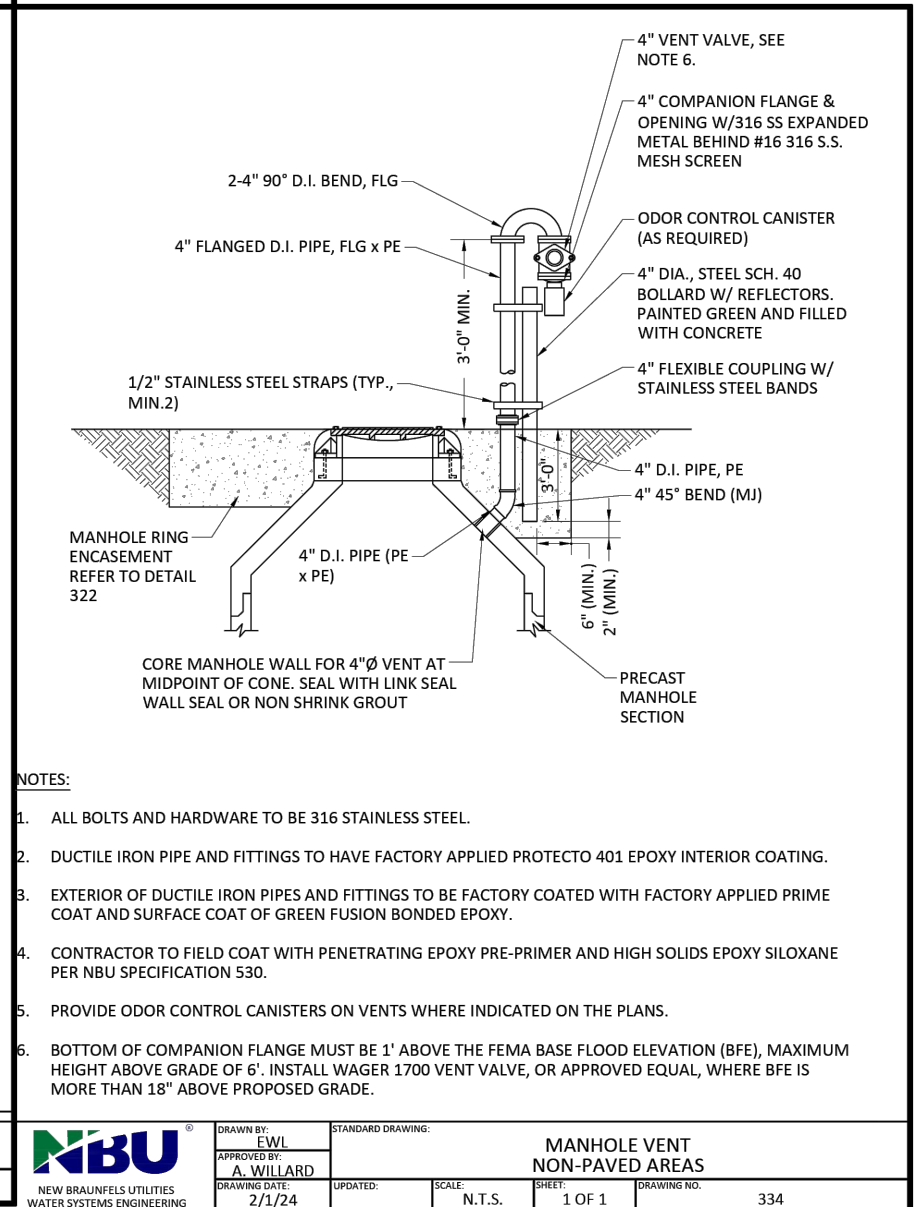 4" VENT VALVE, SEE
NOTE 6.
4" COMPANION FLANGE &
OPENING W/316 SS EXPANDED
METAL BEHIND #16 316 S.S.
MESH SCREEN
2-4" 90° D.I. BEND, FLG
ODOR CONTROL CANISTER
(AS REQUIRED)
4" FLANGED D.I. PIPE, FLG x PE
4" DIA., STEEL SCH. 40
BOLLARD W/ REFLECTORS.
PAINTED GREEN AND FILLED
WITH CONCRETE
3'-0" MIN.
1/2" STAINLESS STEEL STRAPS (TYP.,
MIN.2)
4" FLEXIBLE COUPLING W/
STAINLESS STEEL BANDS
3'-0"
4" D.I. PIPE, PE
4" 45° BEND (MJ)
MANHOLE RING
ENCASEMENT
REFER TO DETAIL
322
4" D.I. PIPE (PE
x PE)
6" (MIN.)
2" (MIN.)
CORE MANHOLE WALL FOR 4"Ø VENT AT
MIDPOINT OF CONE. SEAL WITH LINK SEAL
WALL SEAL OR NON SHRINK GROUT
PRECAST
MANHOLE
SECTION
NOTES:
1. ALL BOLTS AND HARDWARE TO BE 316 STAINLESS STEEL.
2. DUCTILE IRON PIPE AND FITTINGS TO HAVE FACTORY APPLIED PROTECTO 401 EPOXY INTERIOR COATING.
3. EXTERIOR OF DUCTILE IRON PIPES AND FITTINGS TO BE FACTORY COATED WITH FACTORY APPLIED PRIME
COAT AND SURFACE COAT OF GREEN FUSION BONDED EPOXY.
4. CONTRACTOR TO FIELD COAT WITH PENETRATING EPOXY PRE-PRIMER AND HIGH SOLIDS EPOXY SILOXANE
PER NBU SPECIFICATION 530.
5. PROVIDE ODOR CONTROL CANISTERS ON VENTS WHERE INDICATED ON THE PLANS.
6. BOTTOM OF COMPANION FLANGE MUST BE 1' ABOVE THE FEMA BASE FLOOD ELEVATION (BFE), MAXIMUM
HEIGHT ABOVE GRADE OF 6'. INSTALL WAGER 1700 VENT VALVE, OR APPROVED EQUAL, WHERE BFE IS
MORE THAN 18" ABOVE PROPOSED GRADE.
NBU®
NEW BRAUNFELS UTILITIES
WATER SYSTEMS ENGINEERING
DRAWN BY:
EWL
APPROVED BY:
A. WILLARD
DRAWING DATE:
2/1/24
STANDARD DRAWING:
MANHOLE VENT
NON-PAVED AREAS
UPDATED:
SCALE:
N.T.S.
SHEET:
1 OF 1
DRAWING NO.
334